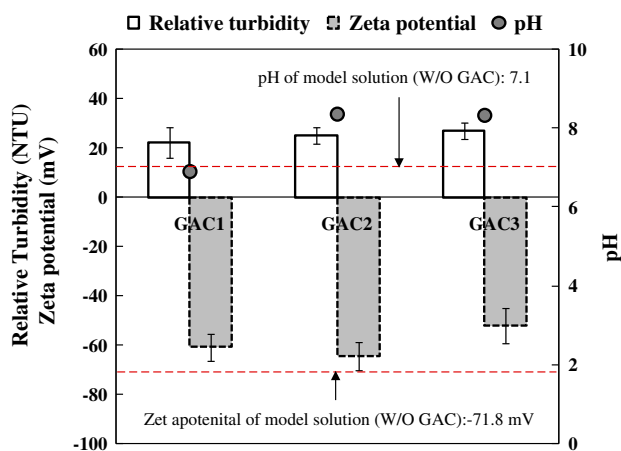 Relative turbidity Zeta potential pH
60 10
pH of model solution (W/O GAC): 7.1
40
8
20
0
6
GAC1 GAC2 GAC3
-20
-40
4
-60
2
-80
Zet apotenital of model solution (W/O GAC):-71.8 mV
-100 0
Relative Turbidity (NTU)
Zeta potential (mV)
pH